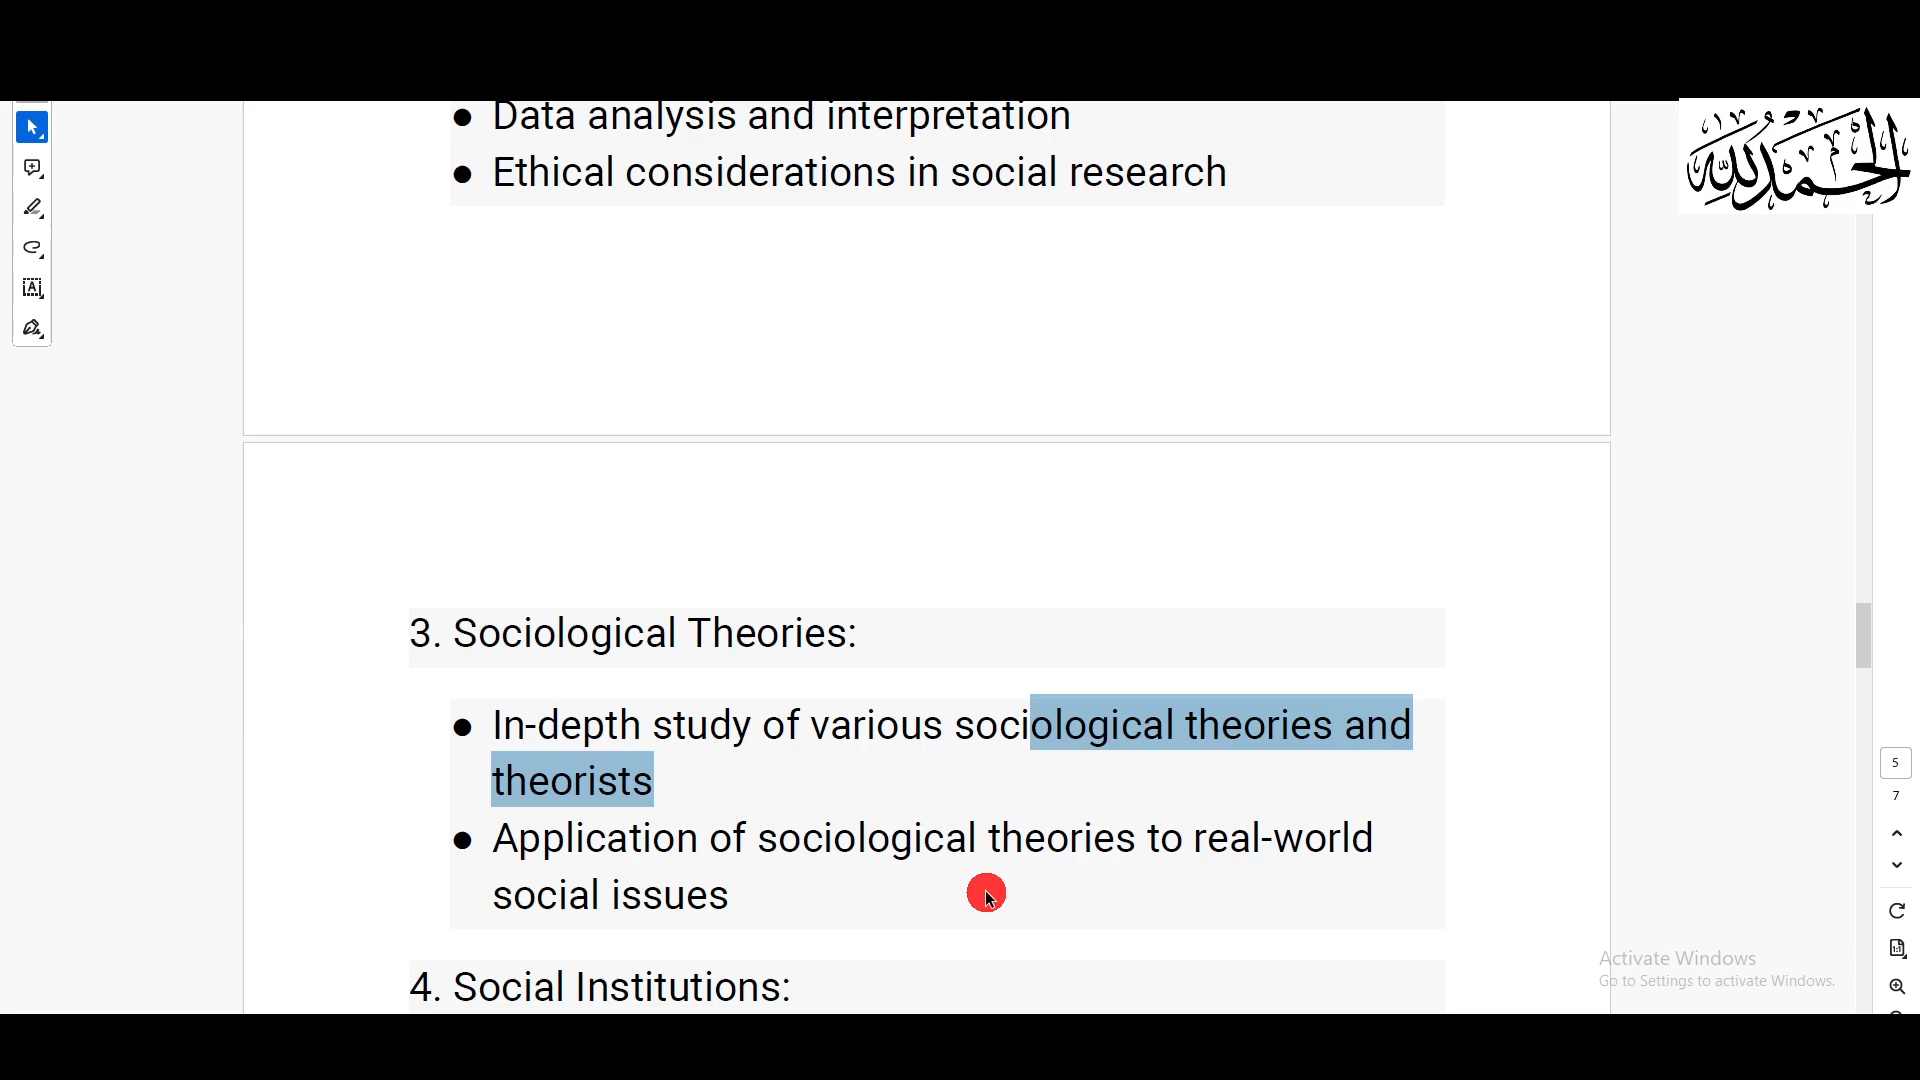 ● Data analysis and interpretation
● Ethical considerations in social research
الحمد لله
3. Sociological Theories:
● In-depth study of various sociological theories and
theorists
● Application of sociological theories to real-world
social issues
4. Social Institutions:
5
7
Activate Windows
Go to Settings to activate Windows.